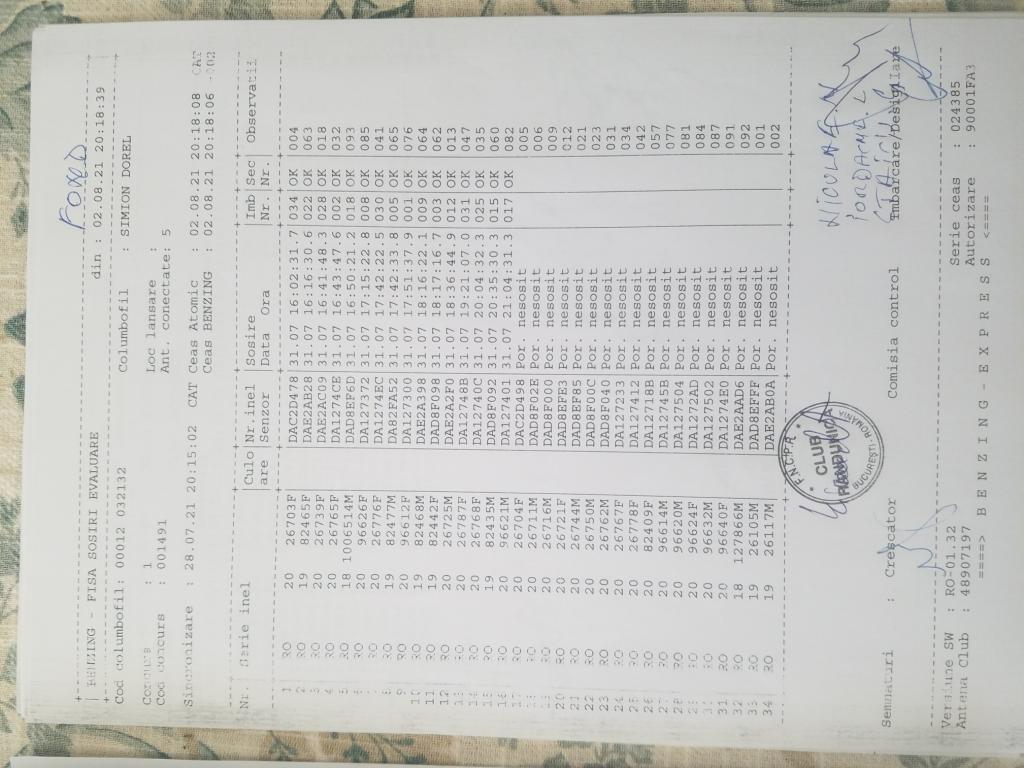 FOXED
BENZING - FISA SOSIRI EVALUARE din : 02.08.21 20:18:39
Cod columbofil: 00012 032132 Columbofil : SIMION DOREL
Concurs : 1 Loc lansare :
Cod concurs : 001491 Ant. conectate: 5
Sincronizare : 28.07.21 20:15:02 CAT Ceas Atomic : 02.08.21 20:18:08 CAT
Ceas BENZING : 02.08.21 20:18:06 -002
Nr. Serie inel Culo Nr.inel Sosire Imb Sec Observatii
are Senzor Data Ora Nr. Nr.
1 RO 20 26703F DAC2D478 31.07 16:02:31.7 034 OK 004
2 RO 19 82465F DAE2AB28 31.07 16:16:30.6 022 OK 063
3 RO 20 26739F DAE2AC09 31.07 16:41:48.3 028 OK 018
4 RO 20 26765F DA1274CE 31.07 16:43:47.6 002 OK 032
5 RO 18 1006514M DAD8EF6D 31.07 16:50:21.2 018 OK 093
6 RO 20 96626F DA127372 31.07 17:15:22.8 008 OK 085
7 RO 20 26776F DA1274EC 31.07 17:42:22.5 030 OK 041
8 RO 19 82477M DA82FA52 31.07 17:42:33.8 005 OK 065
9 RO 20 96612F DA127300 31.07 17:51:37.9 001 OK 076
10 RO 19 82468M DAE2A398 31.07 18:16:22.1 009 OK 064
11 RO 19 82442F DAD8F098 31.07 18:17:16.7 003 OK 062
12 RO 20 26725M DAE2A2F0 31.07 18:36:44.9 012 OK 013
13 RO 20 26787F DA12748B 31.07 19:21:07.0 031 OK 047
14 RO 20 26768F DA12740C 31.07 20:04:32.3 025 OK 035
15 RO 19 82435M DAD8F092 31.07 20:35:30.3 015 OK 060
16 RO 20 96621M DA127401 31.07 21:04:31.3 017 OK 082
17 RO 20 26704F DAC2D498 Por. nesosit 005
18 RO 20 26711M DAD8F02E Por. nesosit 006
19 RO 20 26716M DAD8F000 Por. nesosit 009
20 RO 20 26721F DAD8EFE3 Por. nesosit 012
21 RO 20 26744M DAD8EF85 Por. nesosit 021
22 RO 20 26750M DAD8F00C Por. nesosit 023
23 RO 20 26762M DAD8F040 Por. nesosit 031
24 RO 20 26767F DA127233 Por. nesosit 034
25 RO 20 26778F DA127412 Por. nesosit 042
26 RO 19 82409F DA12718B Por. nesosit 057
27 RO 20 96614M DA12745B Por. nesosit 077
28 RO 20 96620M DA127504 Por. nesosit 081
29 RO 20 96624F DA1272AD Por. nesosit 084
30 RO 20 96632M DA127502 Por. nesosit 087
31 RO 20 96640F DA1274E0 Por. nesosit 091
32 RO 18 127866M DAE2AAD6 Por. nesosit 092
33 RO 19 26105M DAD8EFFF Por. nesosit 001
34 RO 19 26117M DAE2AB0A Por. nesosit 002
F.N.C.P.R.
CLUB
PANDURICA
BUCUREȘTI - ROMÂNIA
NICULA
IORDACHE L
STAICU
Semnaturi : Crescator Comisia control Imbarcare/Desigilare
Versiune SW : RO-01.32 Serie ceas : 024385
Antena Club : 48907197 Autorizare : 90001FA3
====> B E N Z I N G - E X P R E S S <====